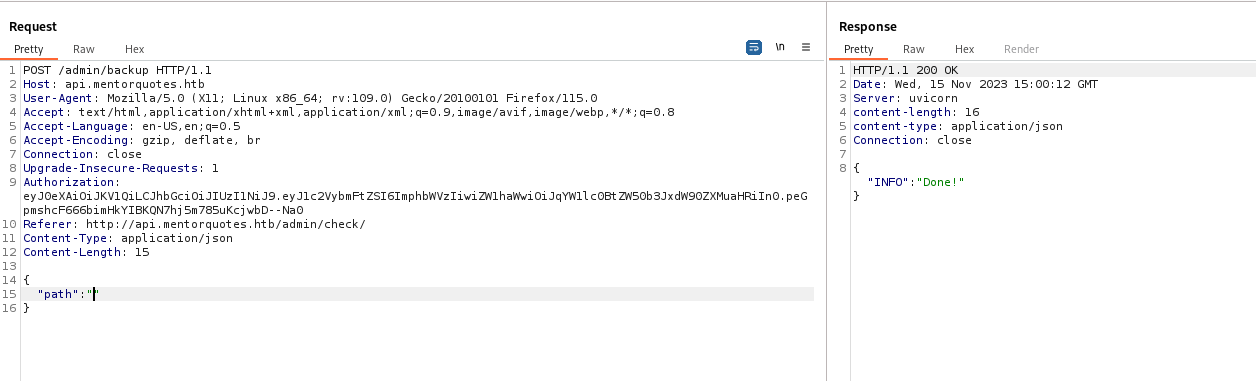 Request
Pretty Raw Hex \n
1 POST /admin/backup HTTP/1.1
2 Host: api.mentorquotes.htb
3 User-Agent: Mozilla/5.0 (X11; Linux x86_64; rv:109.0) Gecko/20100101 Firefox/115.0
4 Accept: text/html,application/xhtml+xml,application/xml;q=0.9,image/avif,image/webp,*/*;q=0.8
5 Accept-Language: en-US,en;q=0.5
6 Accept-Encoding: gzip, deflate, br
7 Connection: close
8 Upgrade-Insecure-Requests: 1
9 Authorization:
eyJ0eXAiOiJKV1QiLCJhbGciOiJIUzI1NiJ9.eyJ1c2VybmFtZSI6ImphbWVzIiwiZW1haWwiOiJqYW1lc0BtZW50b3JxdW90ZXMuaHRiIn0.peG
pmshcF666bimHkYIBKQN7hj5m785uKcjwbD--Na0
10 Referer: http://api.mentorquotes.htb/admin/check/
11 Content-Type: application/json
12 Content-Length: 15
13
14 {
15 "path":""
16 }
Response
Pretty Raw Hex Render
1 HTTP/1.1 200 OK
2 Date: Wed, 15 Nov 2023 15:00:12 GMT
3 Server: uvicorn
4 content-length: 16
5 content-type: application/json
6 Connection: close
7
8 {
"INFO":"Done!"
}